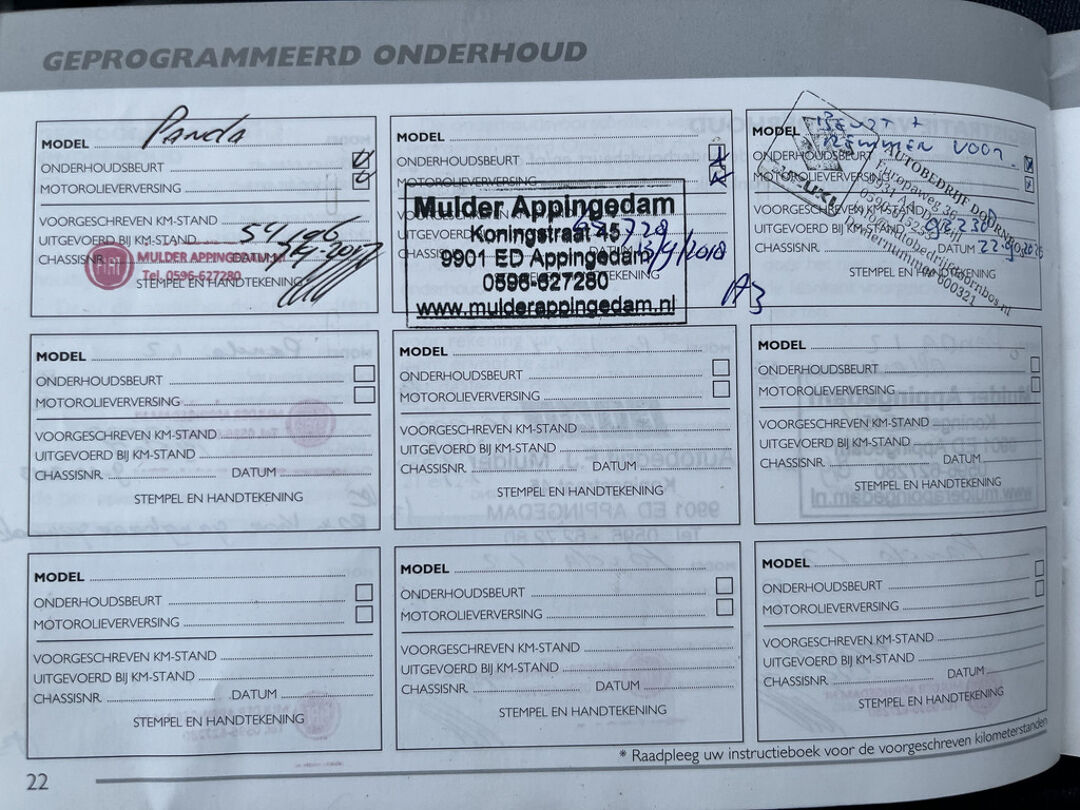 GEPROGRAMMEERD ONDERHOUD
MODEL Panda
ONDERHOUDSBEURT
MOTOROLIEVERVERSING
VOORGESCHREVEN KM-STAND
UITGEVOERD BIJ KM-STAND
CHASSISNR. DATUM
FIAT MULDER APPINGEDAM
Tel. 0596-627280
STEMPEL EN HANDTEKENING
MODEL
ONDERHOUDSBEURT
MOTOROLIEVERVERSING
VOORGESCHREVEN KM-STAND
UITGEVOERD BIJ KM-STAND
CHASSISNR. DATUM
STEMPEL EN HANDTEKENING
Mulder Appingedam
Koningstraat 45
9901 ED Appingedam
0596-627280
www.mulderappingedam.nl
MODEL BEURT +
REMMEN VOOR
ONDERHOUDSBEURT
MOTOROLIEVERVERSING
VOORGESCHREVEN KM-STAND
UITGEVOERD BIJ KM-STAND 98,230
CHASSISNR. DATUM
STEMPEL EN HANDTEKENING
AUTOBEDRIJF DOORNBOS
Europaweg
MODEL
ONDERHOUDSBEURT
MOTOROLIEVERVERSING
VOORGESCHREVEN KM-STAND
UITGEVOERD BIJ KM-STAND
CHASSISNR. DATUM
STEMPEL EN HANDTEKENING
MODEL
ONDERHOUDSBEURT
MOTOROLIEVERVERSING
VOORGESCHREVEN KM-STAND
UITGEVOERD BIJ KM-STAND
CHASSISNR. DATUM
STEMPEL EN HANDTEKENING
MODEL
ONDERHOUDSBEURT
MOTOROLIEVERVERSING
VOORGESCHREVEN KM-STAND
UITGEVOERD BIJ KM-STAND
CHASSISNR. DATUM
STEMPEL EN HANDTEKENING
MODEL
ONDERHOUDSBEURT
MOTOROLIEVERVERSING
VOORGESCHREVEN KM-STAND
UITGEVOERD BIJ KM-STAND
CHASSISNR. DATUM
STEMPEL EN HANDTEKENING
MODEL
ONDERHOUDSBEURT
MOTOROLIEVERVERSING
VOORGESCHREVEN KM-STAND
UITGEVOERD BIJ KM-STAND
CHASSISNR. DATUM
STEMPEL EN HANDTEKENING
MODEL
ONDERHOUDSBEURT
MOTOROLIEVERVERSING
VOORGESCHREVEN KM-STAND
UITGEVOERD BIJ KM-STAND
CHASSISNR. DATUM
STEMPEL EN HANDTEKENING
* Raadpleeg uw instructieboek voor de voorgeschreven kilometerstanden
22